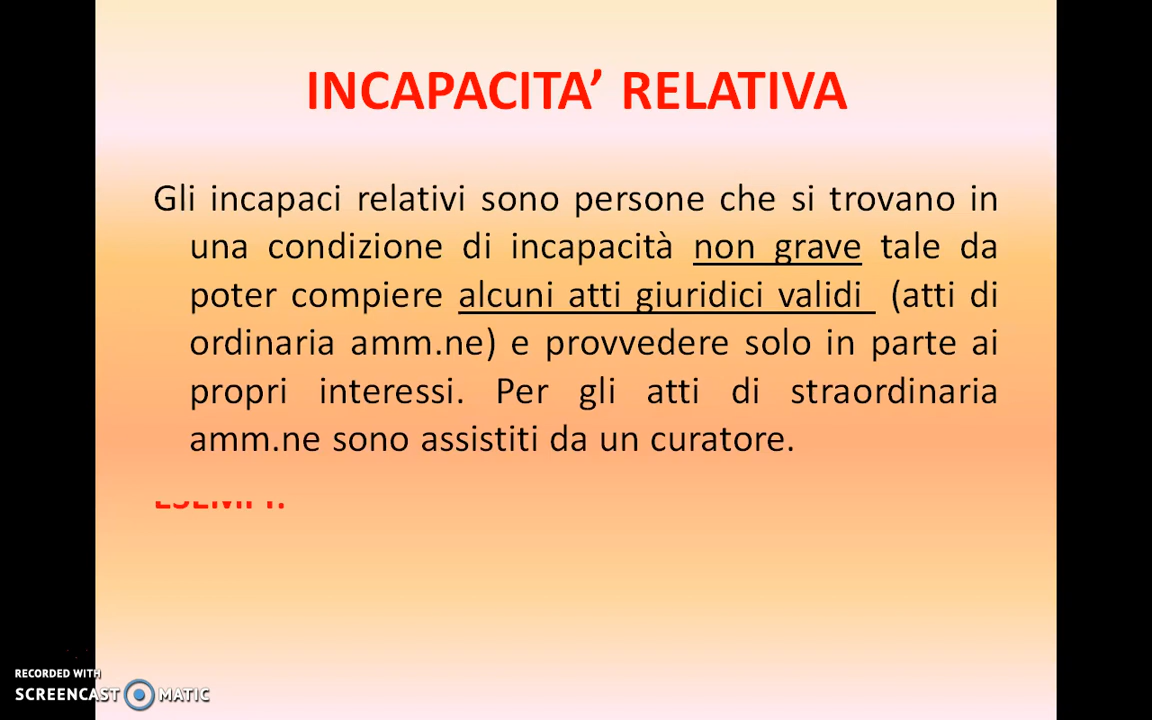 INCAPACITA’ RELATIVA
Gli incapaci relativi sono persone che si trovano in
una condizione di incapacità non grave tale da
poter compiere alcuni atti giuridici validi (atti di
ordinaria amm.ne) e provvedere solo in parte ai
propri interessi. Per gli atti di straordinaria
amm.ne sono assistiti da un curatore.
RECORDED WITH
SCREENCAST MATIC